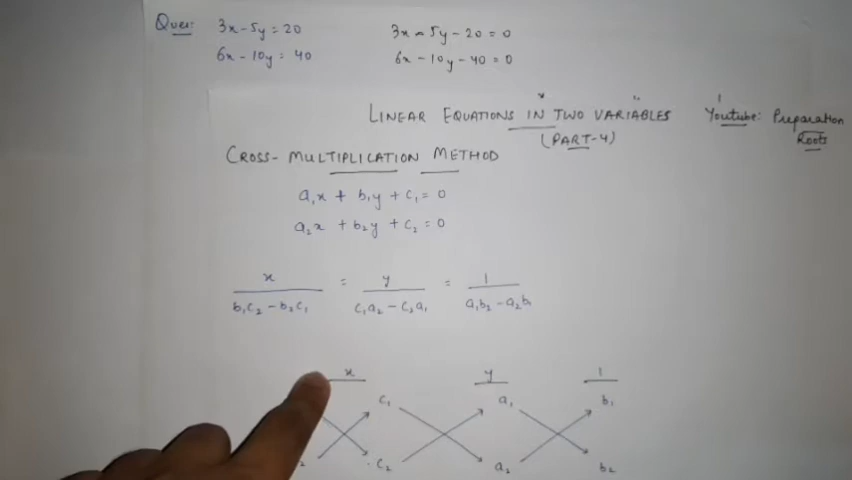 Ques: 3x - 5y = 20 3x - 5y - 20 = 0
6x - 10y = 40 6x - 10y - 40 = 0
LINEAR EQUATIONS IN TWO VARIABLES Youtube: Preparation
(PART-4) Roots
CROSS-MULTIPLICATION METHOD
a₁x + b₁y + c₁ = 0
a₂x + b₂y + c₂ = 0
x = y = 1
b₁c₂ - b₂c₁ c₁a₂ - c₂a₁ a₁b₂ - a₂b₁
x y 1
c₁ a₁ b₁
₂ c₂ a₂ b₂